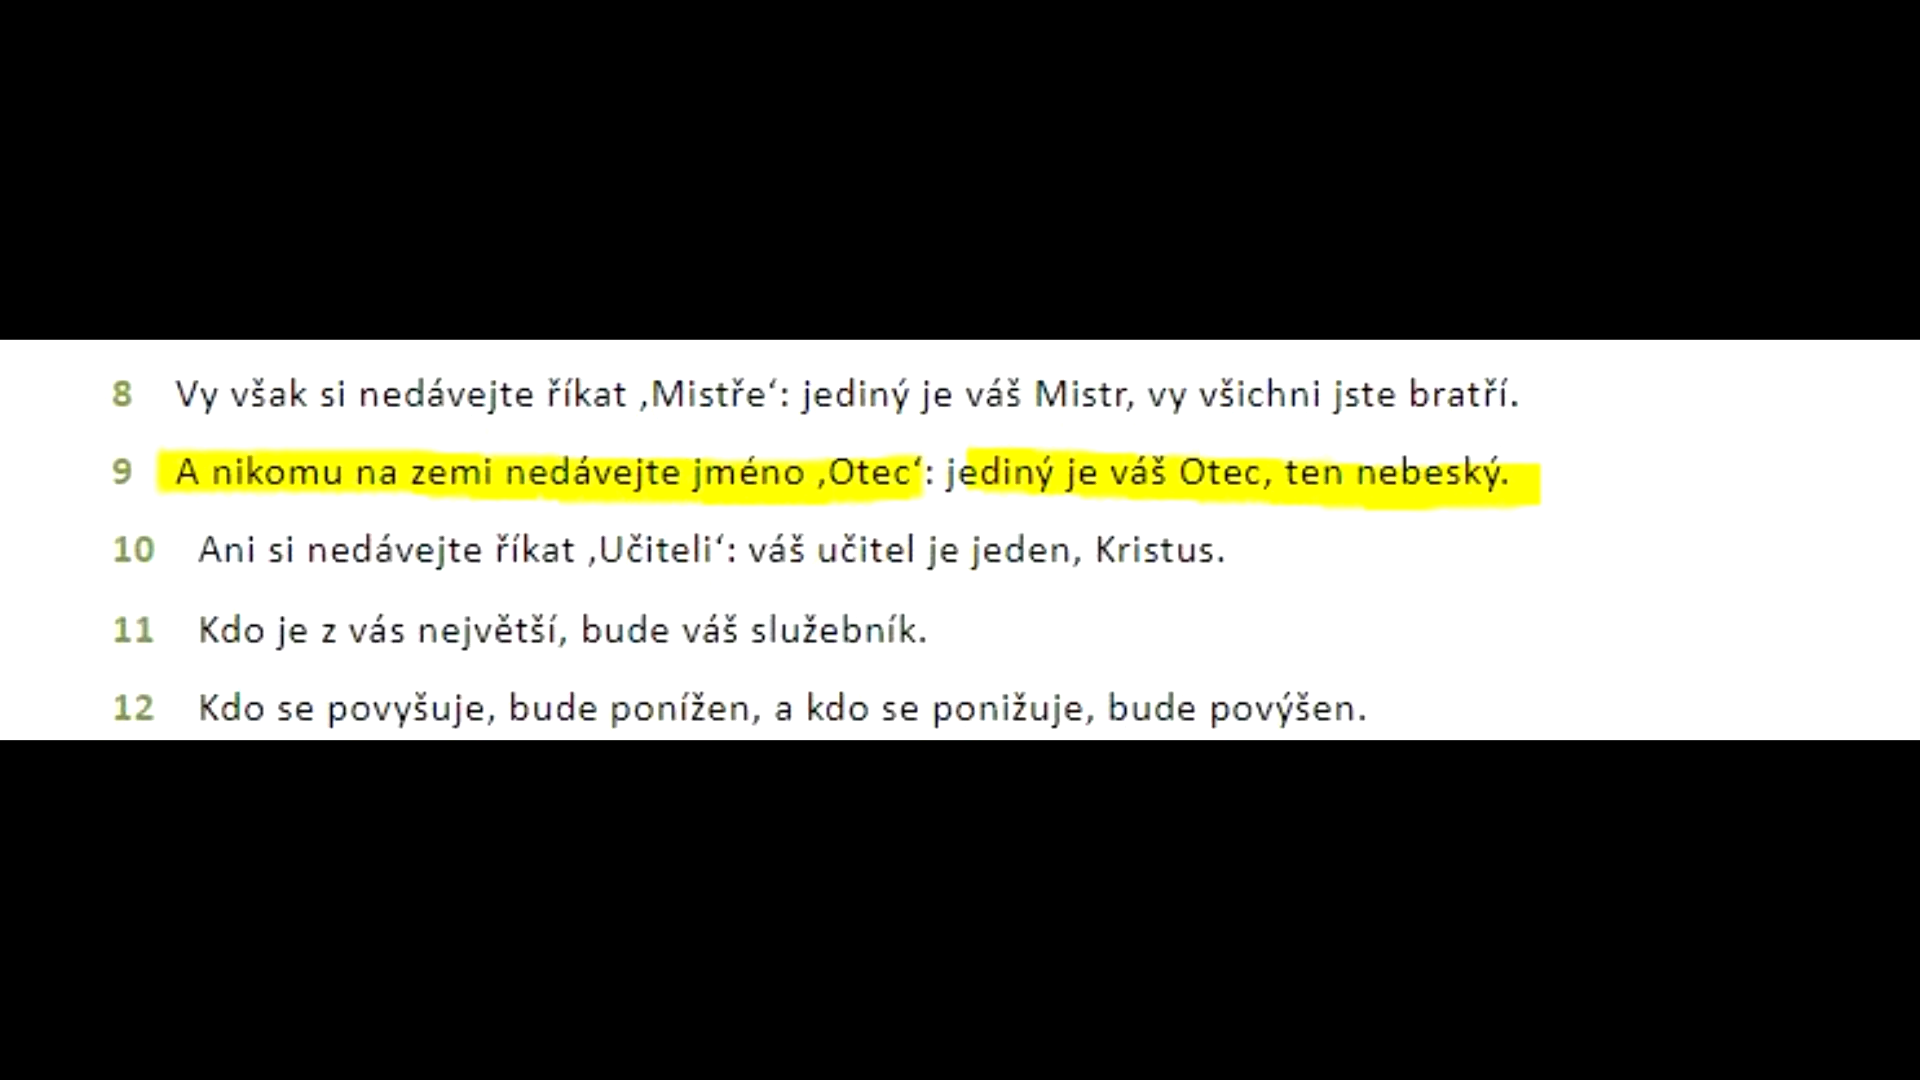 8 Vy však si nedávejte říkat ‚Mistře‘: jediný je váš Mistr, vy všichni jste bratří.
9 A nikomu na zemi nedávejte jméno ‚Otec‘: jediný je váš Otec, ten nebeský.
10 Ani si nedávejte říkat ‚Učiteli‘: váš učitel je jeden, Kristus.
11 Kdo je z vás největší, bude váš služebník.
12 Kdo se povyšuje, bude ponížen, a kdo se ponižuje, bude povýšen.